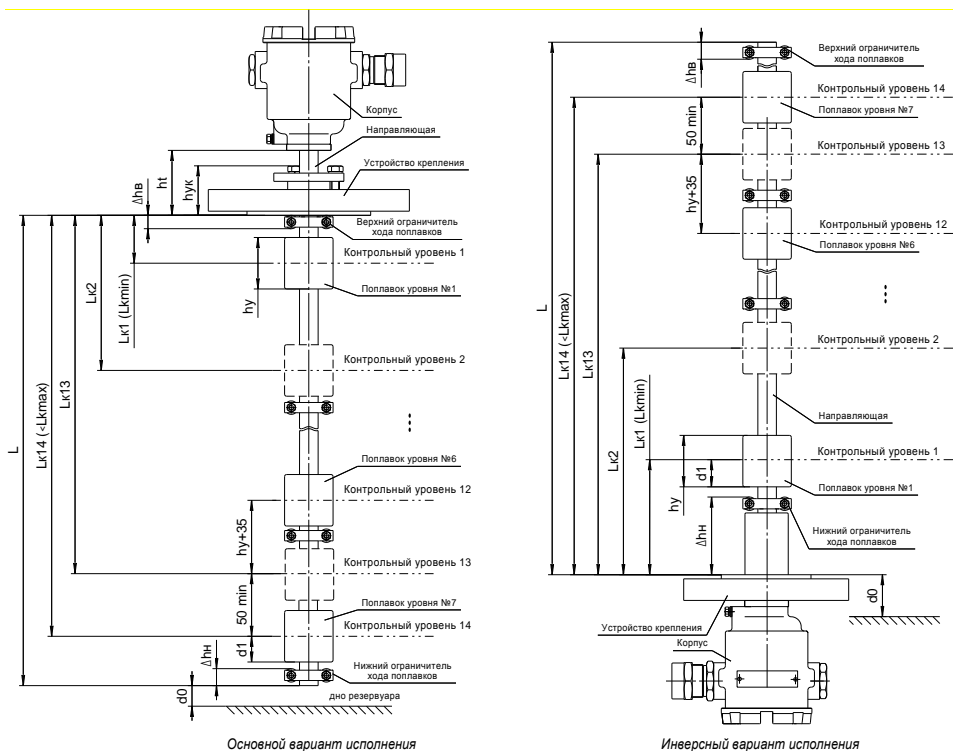 Корпус
Направляющая
Устройство крепления
ht
hук
Δhв
Верхний ограничитель
хода поплавков
Контрольный уровень 1
Поплавок уровня №1
hу
Lк1 (Lkmin)
Lк2
Контрольный уровень 2
Lк13
Lк14 (<Lkmax)
L
Поплавок уровня №6
Контрольный уровень 12
hу+35
Контрольный уровень 13
50 min
Поплавок уровня №7
Контрольный уровень 14
d1
Δhн
Нижний ограничитель
хода поплавков
d0
дно резервуара
Основной вариант исполнения
Верхний ограничитель
хода поплавков
Δhв
Контрольный уровень 14
Поплавок уровня №7
50 min
Контрольный уровень 13
hу+35
Контрольный уровень 12
Поплавок уровня №6
L
Lк14 (<Lkmax)
Lк13
Контрольный уровень 2
Lк2
Lк1 (Lkmin)
Направляющая
Контрольный уровень 1
d1
hу
Поплавок уровня №1
Δhн
Нижний ограничитель
хода поплавков
d0
Устройство крепления
Корпус
Инверсный вариант исполнения